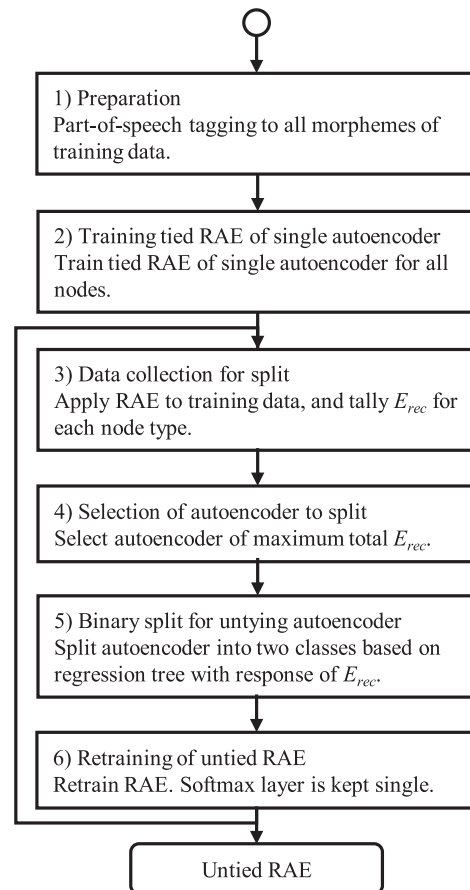 1) Preparation
Part-of-speech tagging to all morphemes of
training data.
2) Training tied RAE of single autoencoder
Train tied RAE of single autoencoder for all
nodes.
3) Data collection for split
Apply RAE to training data, and tally E_rec for
each node type.
4) Selection of autoencoder to split
Select autoencoder of maximum total E_rec.
5) Binary split for untying autoencoder
Split autoencoder into two classes based on
regression tree with response of E_rec.
6) Retraining of untied RAE
Retrain RAE. Softmax layer is kept single.
Untied RAE